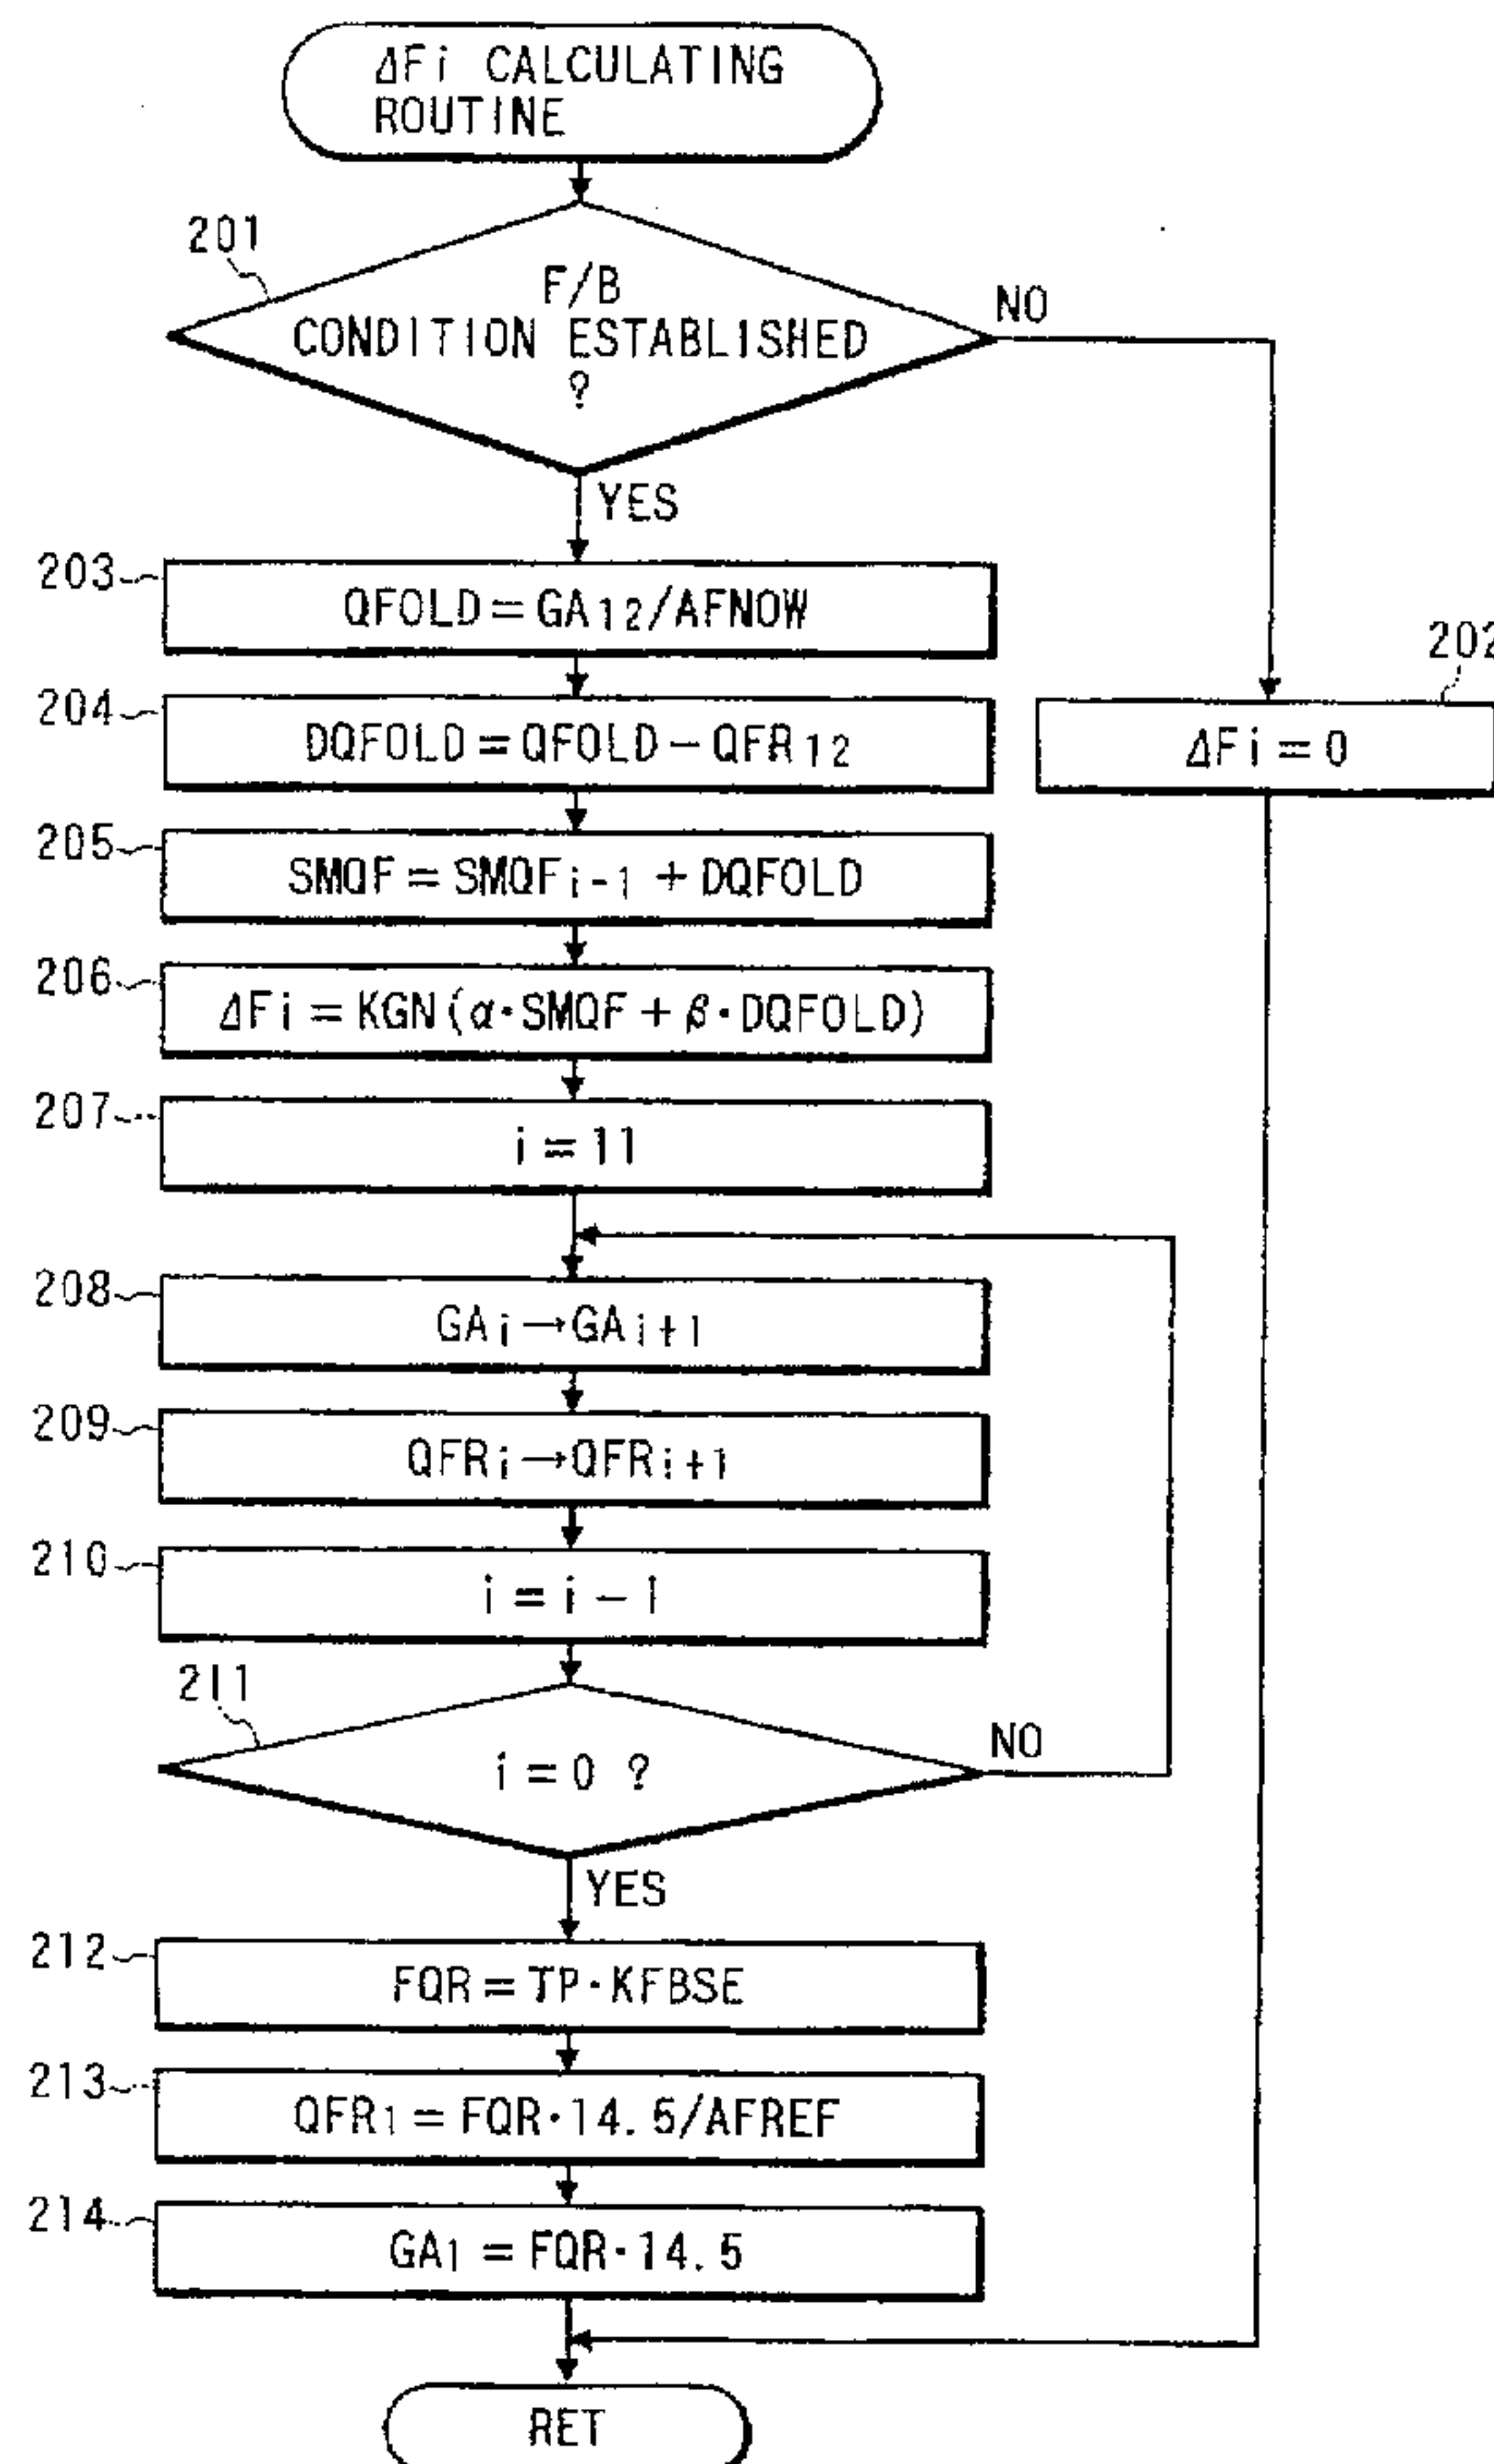 ΔFi CALCULATING
ROUTINE
201
F/B
CONDITION ESTABLISHED
?
NO
YES
203
QFOLD = GA12/AFNOW
202
204
DQFOLD = QFOLD - QFR12
ΔFi = 0
205
SMQF = SMQFi-1 + DQFOLD
206
ΔFi = KGN(α·SMQF + β·DQFOLD)
207
i = 11
208
GAi→GAi+1
209
QFRi→QFRi+1
210
i = i - 1
211
NO
i = 0 ?
YES
212
FQR = TP·KFBSE
213
QFR1 = FQR·14.5/AFREF
214
GA1 = FQR·14.5
RET